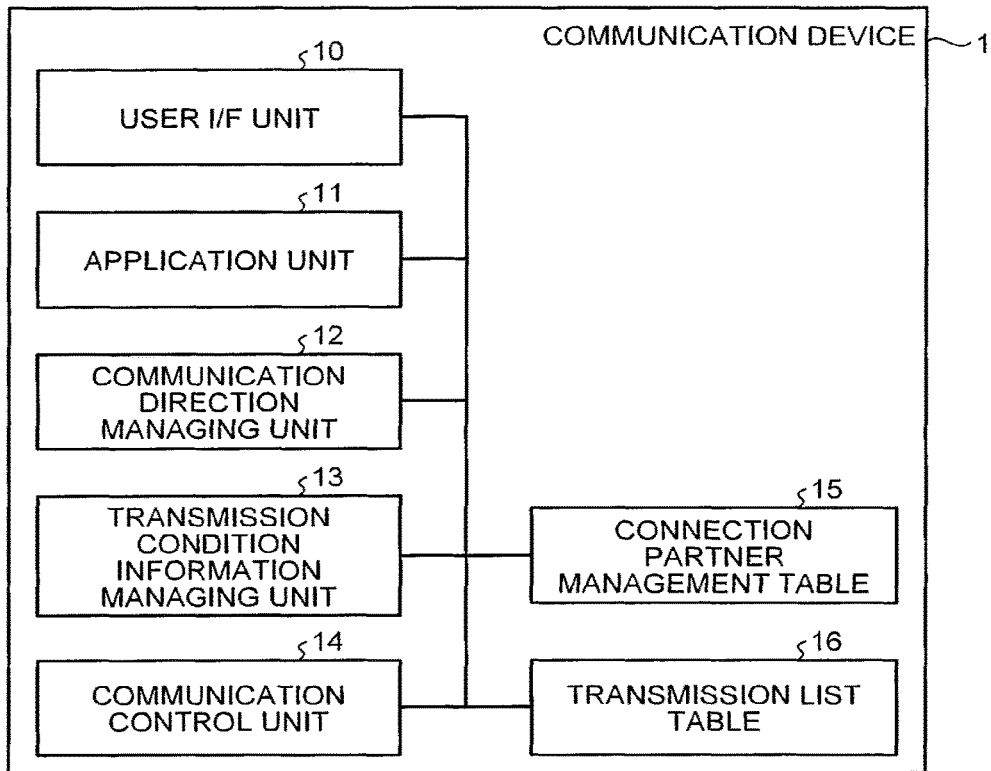 COMMUNICATION DEVICE
1
10
USER I/F UNIT
11
APPLICATION UNIT
12
COMMUNICATION
DIRECTION
MANAGING UNIT
13
TRANSMISSION
CONDITION
INFORMATION
MANAGING UNIT
14
COMMUNICATION
CONTROL UNIT
15
CONNECTION
PARTNER
MANAGEMENT TABLE
16
TRANSMISSION LIST
TABLE